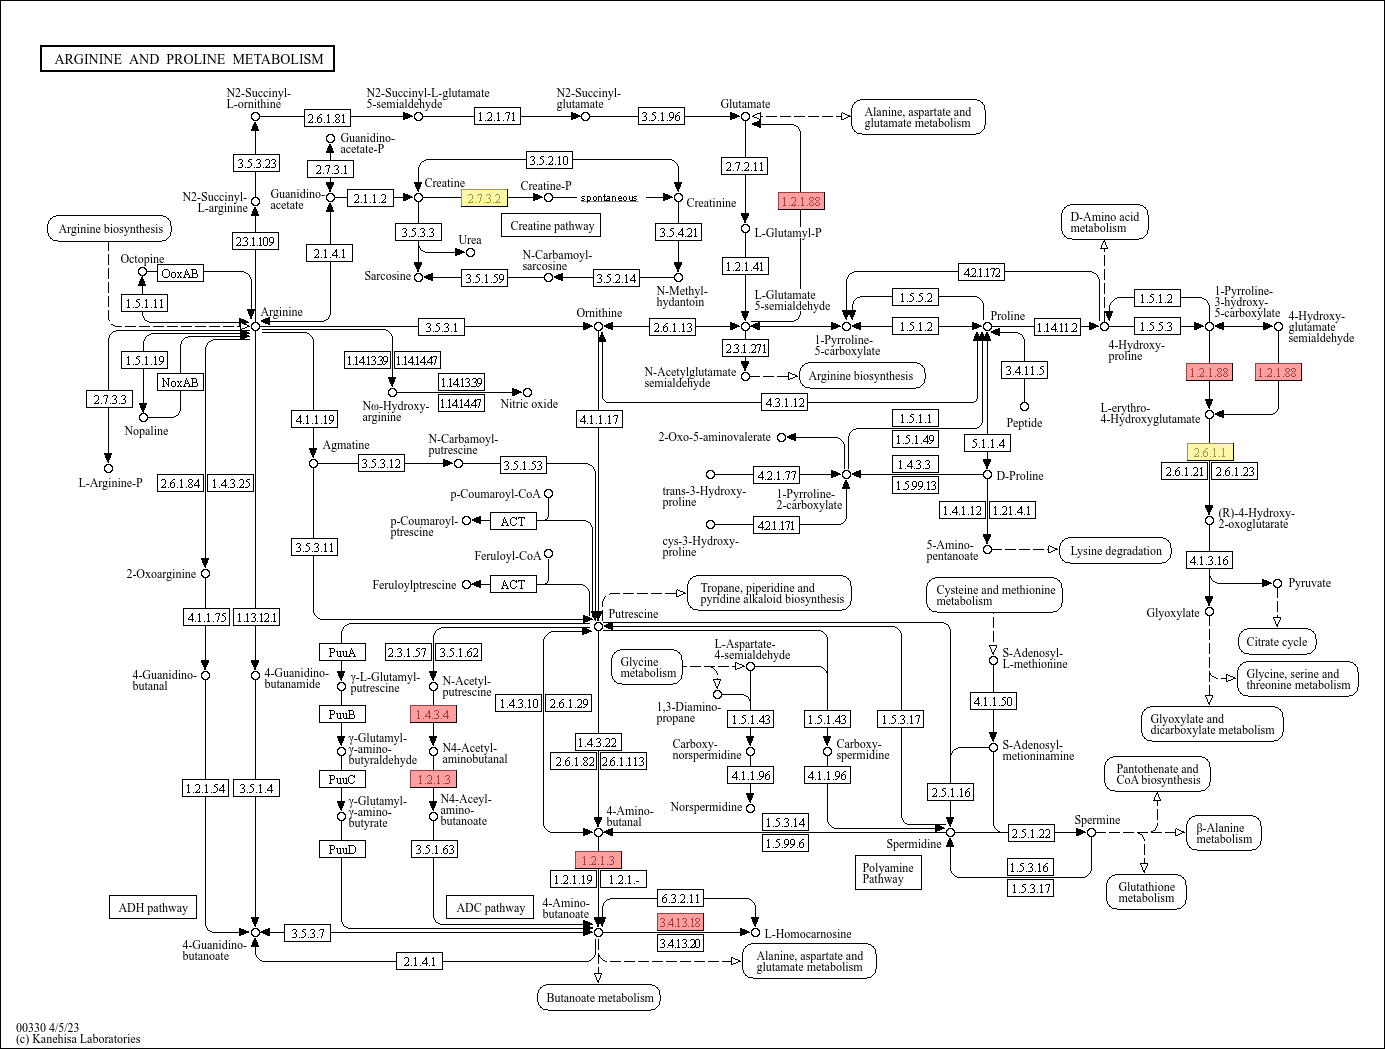 ARGININE AND PROLINE METABOLISM
N2-Succinyl-
L-ornithine
2.6.1.81
N2-Succinyl-L-glutamate
5-semialdehyde
1.2.1.71
N2-Succinyl-
glutamate
3.5.1.96
Glutamate
Alanine, aspartate and
glutamate metabolism
Guanidino-
acetate-P
3.5.3.23
2.7.3.1
3.5.2.10
2.7.2.11
N2-Succinyl-
L-arginine
Guanidino-
acetate
2.1.1.2
Creatine
2.7.3.2
Creatine-P
spontaneous
Creatinine
1.2.1.88
Arginine biosynthesis
2.3.1.109
2.1.4.1
3.5.3.3
Urea
Creatine pathway
3.5.4.21
L-Glutamyl-P
D-Amino acid
metabolism
Octopine
OoxAB
1.5.1.11
Sarcosine
3.5.1.59
N-Carbamoyl-
sarcosine
3.5.2.14
N-Methyl-
hydantoin
1.2.1.41
L-Glutamate
5-semialdehyde
4.2.1.172
1.5.5.2
1.5.1.2
1-Pyrroline-
3-hydroxy-
5-carboxylate
Arginine
3.5.3.1
Ornithine
2.6.1.13
1.5.1.2
Proline
1.14.11.2
1.5.5.3
4-Hydroxy-
glutamate
semialdehyde
1-Pyrroline-
5-carboxylate
4-Hydroxy-
proline
1.5.1.19
NoxAB
1.14.13.39
1.14.14.47
2.3.1.271
1.14.13.39
1.14.14.47
N-Acetylglutamate
semialdehyde
Arginine biosynthesis
3.4.11.5
1.2.1.88
1.2.1.88
2.7.3.3
Nopaline
Nω-Hydroxy-
arginine
Nitric oxide
4.3.1.12
Peptide
L-erythro-
4-Hydroxyglutamate
4.1.1.19
4.1.1.17
1.5.1.1
1.5.1.49
Agmatine
3.5.3.12
N-Carbamoyl-
putrescine
3.5.1.53
2-Oxo-5-aminovalerate
5.1.1.4
2.6.1.1
2.6.1.21
2.6.1.23
L-Arginine-P
2.6.1.84
1.4.3.25
trans-3-Hydroxy-
proline
4.2.1.77
1-Pyrroline-
2-carboxylate
1.4.3.3
1.5.99.13
D-Proline
p-Coumaroyl-CoA
p-Coumaroyl-
ptrescine
ACT
4.2.1.171
cys-3-Hydroxy-
proline
1.4.1.12
1.21.4.1
(R)-4-Hydroxy-
2-oxoglutarate
3.5.3.11
Feruloyl-CoA
Feruloylptrescine
ACT
5-Amino-
pentanoate
Lysine degradation
4.1.3.16
2-Oxoarginine
Tropane, piperidine and
pyridine alkaloid biosynthesis
Cysteine and methionine
metabolism
Pyruvate
Glyoxylate
4.1.1.75
1.13.12.1
Putrescine
PuuA
2.3.1.57
3.5.1.62
Glycine
metabolism
L-Aspartate-
4-semialdehyde
S-Adenosyl-
L-methionine
Citrate cycle
4-Guanidino-
butanal
4-Guanidino-
butanamide
γ-L-Glutamyl-
putrescine
N-Acetyl-
putrescine
1.4.3.10
2.6.1.29
1,3-Diamino-
propane
4.1.1.50
Glycine, serine and
threonine metabolism
PuuB
1.4.3.4
1.5.1.43
1.5.1.43
1.5.3.17
Glyoxylate and
dicarboxylate metabolism
γ-Glutamyl-
γ-amino-
butyraldehyde
N4-Acetyl-
aminobutanal
1.4.3.22
2.6.1.82
2.6.1.113
Carboxy-
norspermidine
Carboxy-
spermidine
S-Adenosyl-
metioninamine
PuuC
1.2.1.3
4.1.1.96
4.1.1.96
Pantothenate and
CoA biosynthesis
1.2.1.54
3.5.1.4
γ-Glutamyl-
γ-amino-
butyrate
N4-Aceyl-
amino-
butanoate
4-Amino-
butanal
Norspermidine
2.5.1.16
1.5.3.14
1.5.99.6
Spermidine
2.5.1.22
Spermine
β-Alanine
metabolism
PuuD
3.5.1.63
1.2.1.3
1.2.1.19
1.2.1.-
Polyamine
Pathway
1.5.3.16
1.5.3.17
Glutathione
metabolism
ADH pathway
ADC pathway
4-Amino-
butanoate
6.3.2.11
3.4.13.18
3.4.13.20
L-Homocarnosine
4-Guanidino-
butanoate
3.5.3.7
2.1.4.1
Alanine, aspartate and
glutamate metabolism
Butanoate metabolism
00330 4/5/23
(c) Kanehisa Laboratories